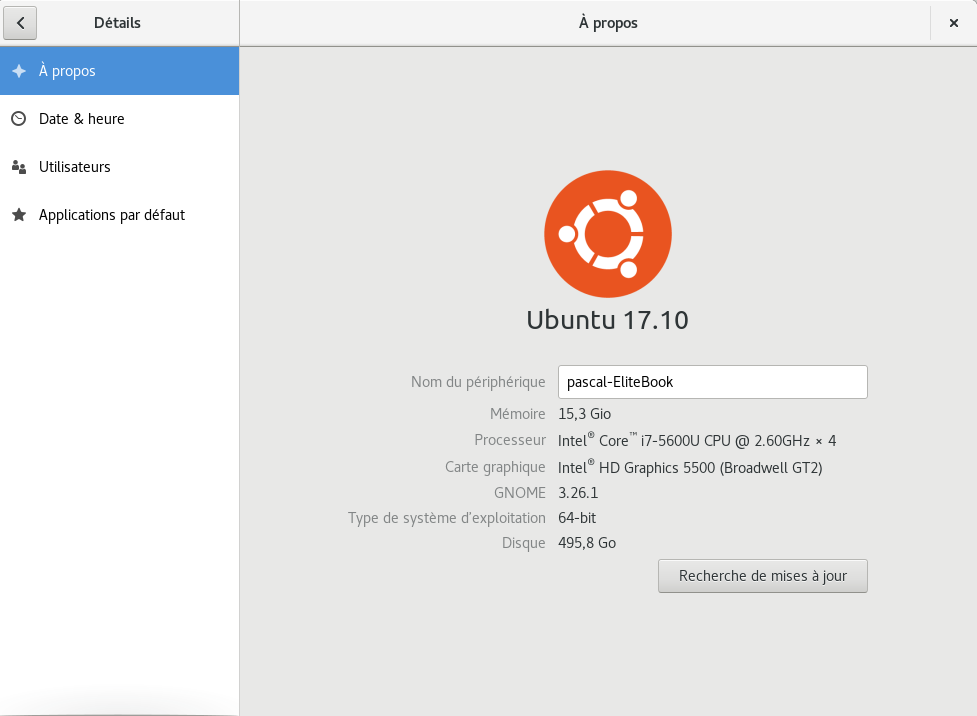 Détails
À propos
À propos
Date & heure
Utilisateurs
Applications par défaut
Ubuntu 17.10
Nom du périphérique pascal-EliteBook
Mémoire 15,3 Gio
Processeur Intel® Core™ i7-5600U CPU @ 2.60GHz × 4
Carte graphique Intel® HD Graphics 5500 (Broadwell GT2)
GNOME 3.26.1
Type de système d’exploitation 64-bit
Disque 495,8 Go
Recherche de mises à jour